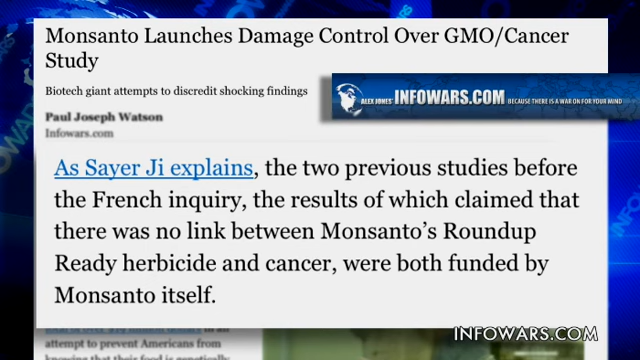 Monsanto Launches Damage Control Over GMO/Cancer
Study
Biotech giant attempts to discredit shocking findings
ALEX JONES' INFOWARS.COM BECAUSE THERE IS A WAR ON FOR YOUR MIND
Paul Joseph Watson
Infowars.com
As Sayer Ji explains, the two previous studies before
the French inquiry, the results of which claimed that
there was no link between Monsanto's Roundup
Ready herbicide and cancer, were both funded by
Monsanto itself.
attempt to prevent Americans from
knowing that their food is genetically
INFOWARS.COM